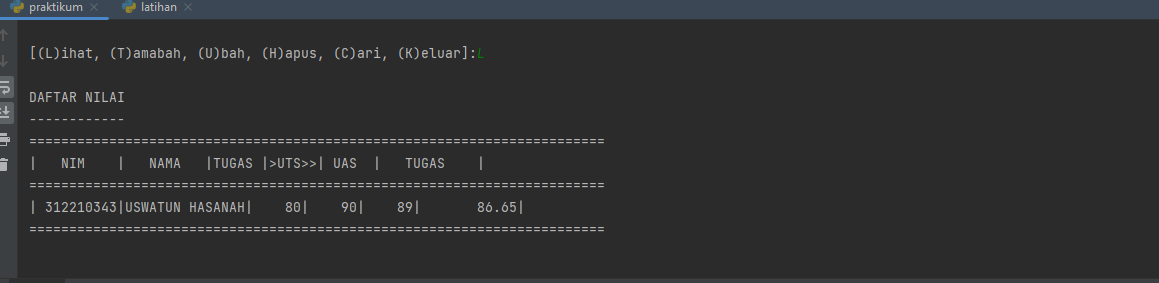 praktikum × latihan ×
[(L)ihat, (T)amabah, (U)bah, (H)apus, (C)ari, (K)eluar]:L
DAFTAR NILAI
------------
========================================================================
|   NIM    |   NAMA   |TUGAS |>UTS>>| UAS  |   TUGAS    |
========================================================================
| 312210343|USWATUN HASANAH|    80|    90|    89|       86.65|
========================================================================